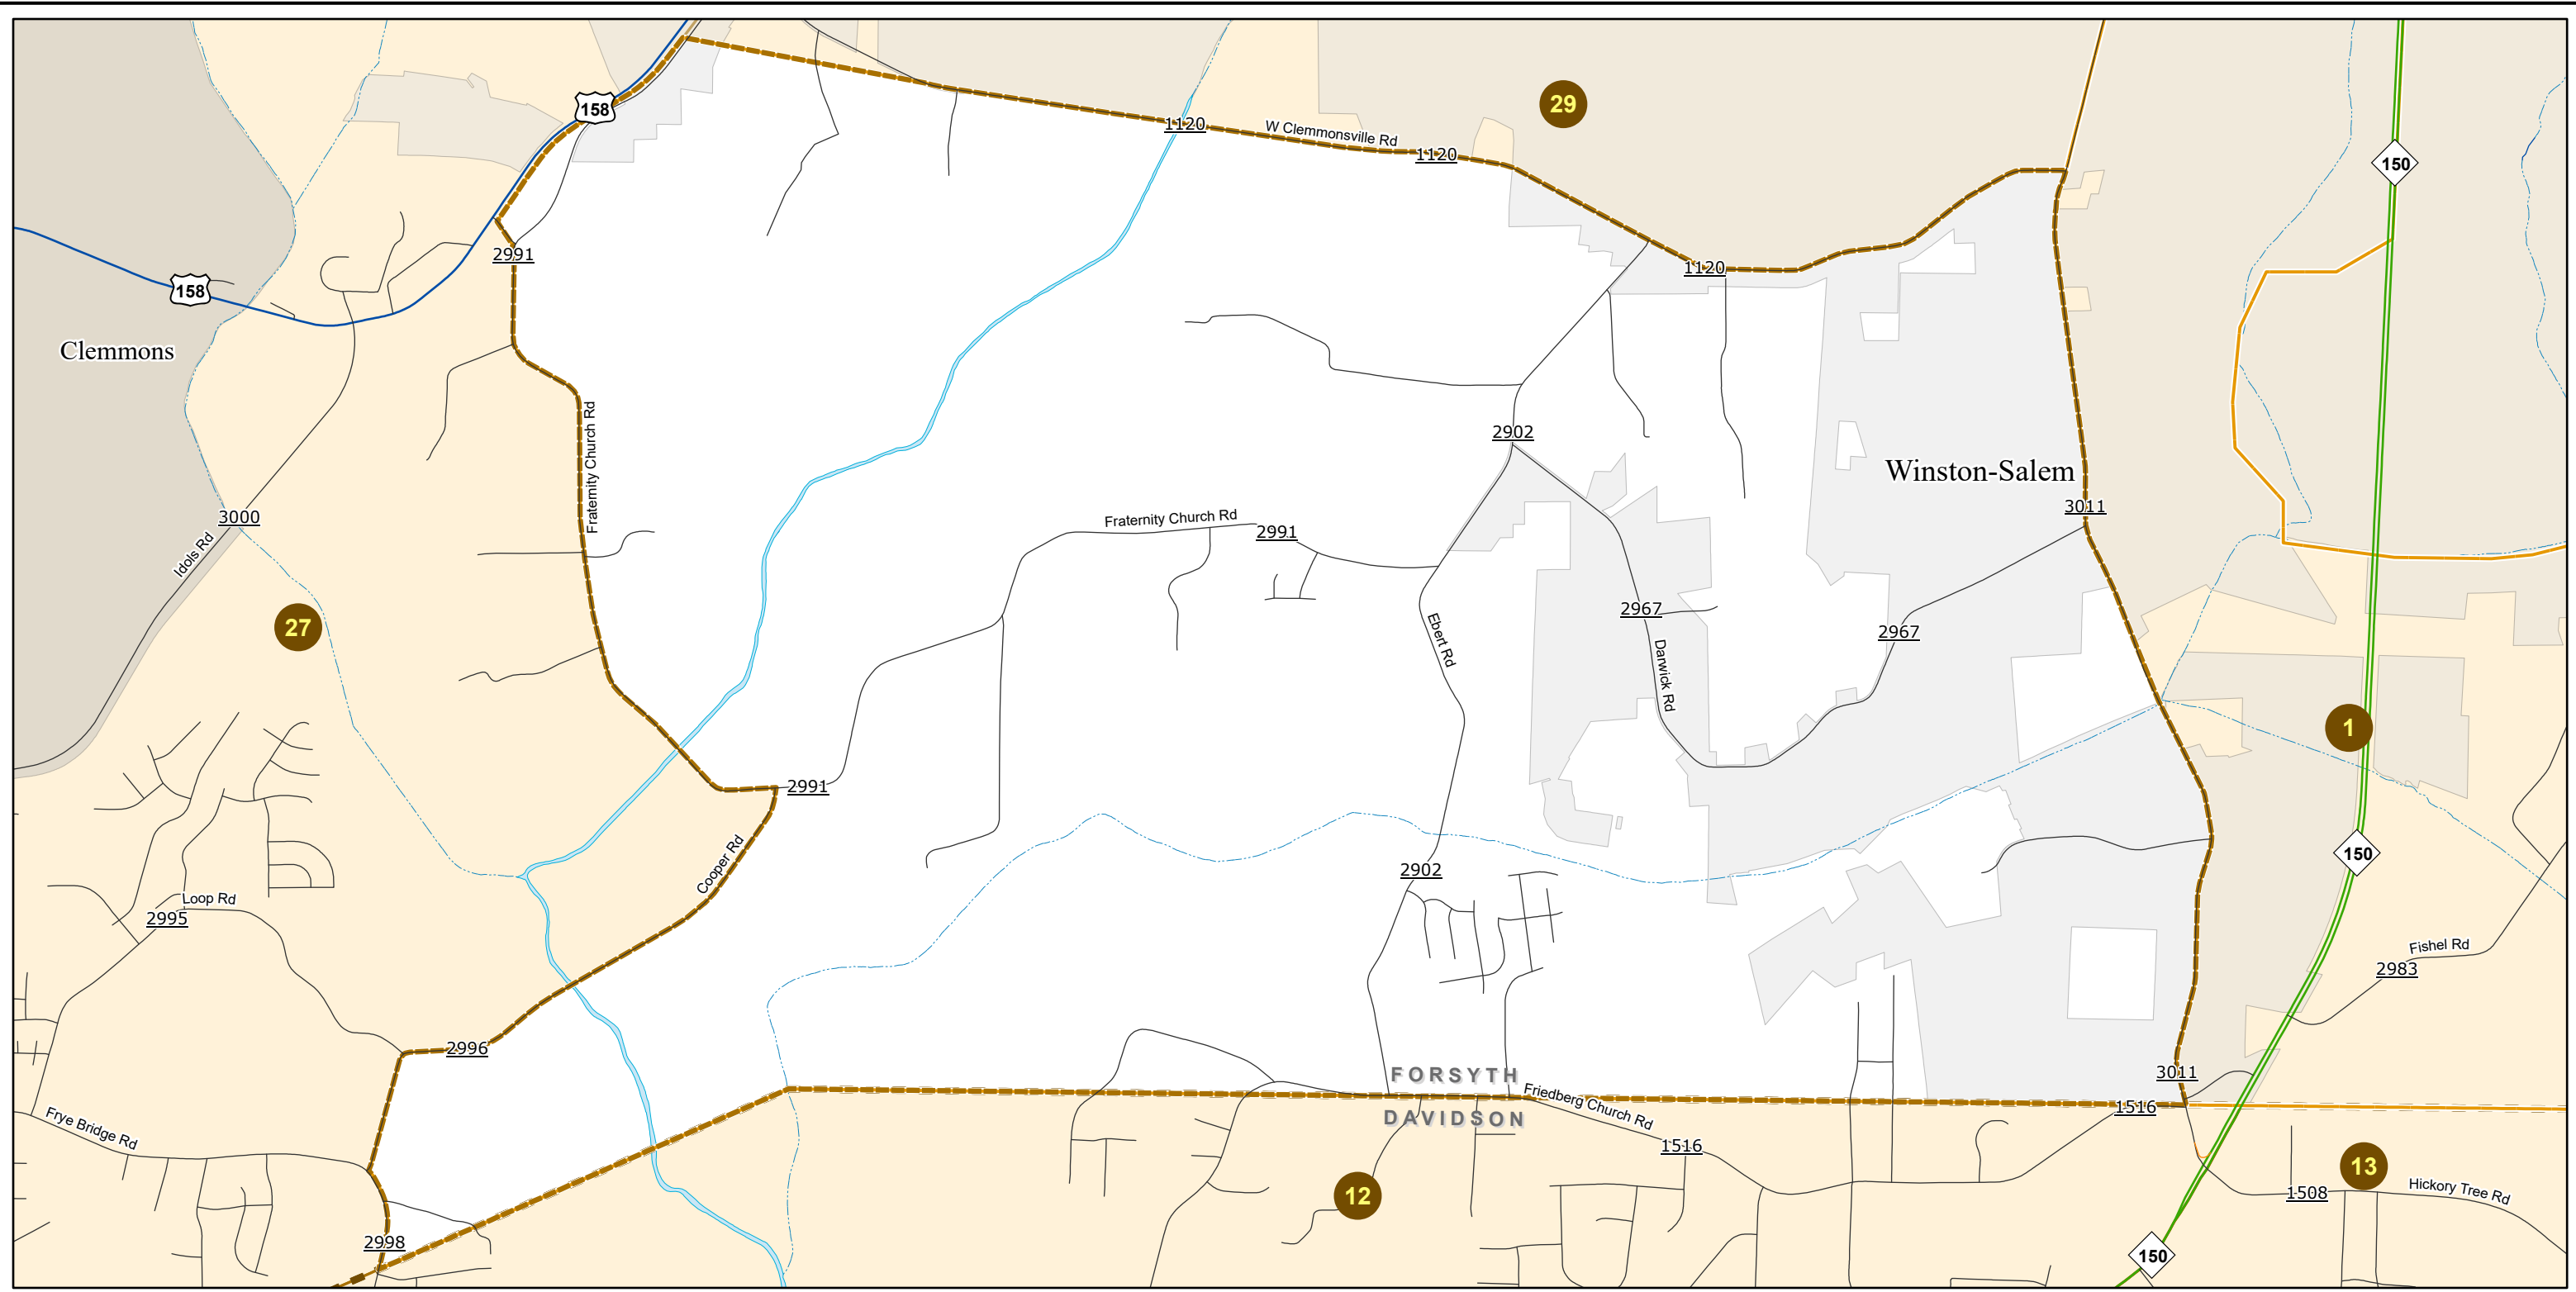 29
158
1120
W Clemmonsville Rd
1120
150
2991
1120
158
Clemmons
Fraternity Church Rd
2902
Winston-Salem
3000
Fraternity Church Rd
2991
3011
Idols Rd
27
2967
Ebert Rd
2967
Darwick Rd
1
2991
Cooper Rd
150
2902
Loop Rd
2995
Fishel Rd
2983
2996
FORSYTH
3011
Friedberg Church Rd
DAVIDSON
1516
Frye Bridge Rd
1516
13
12
1508
Hickory Tree Rd
2998
150